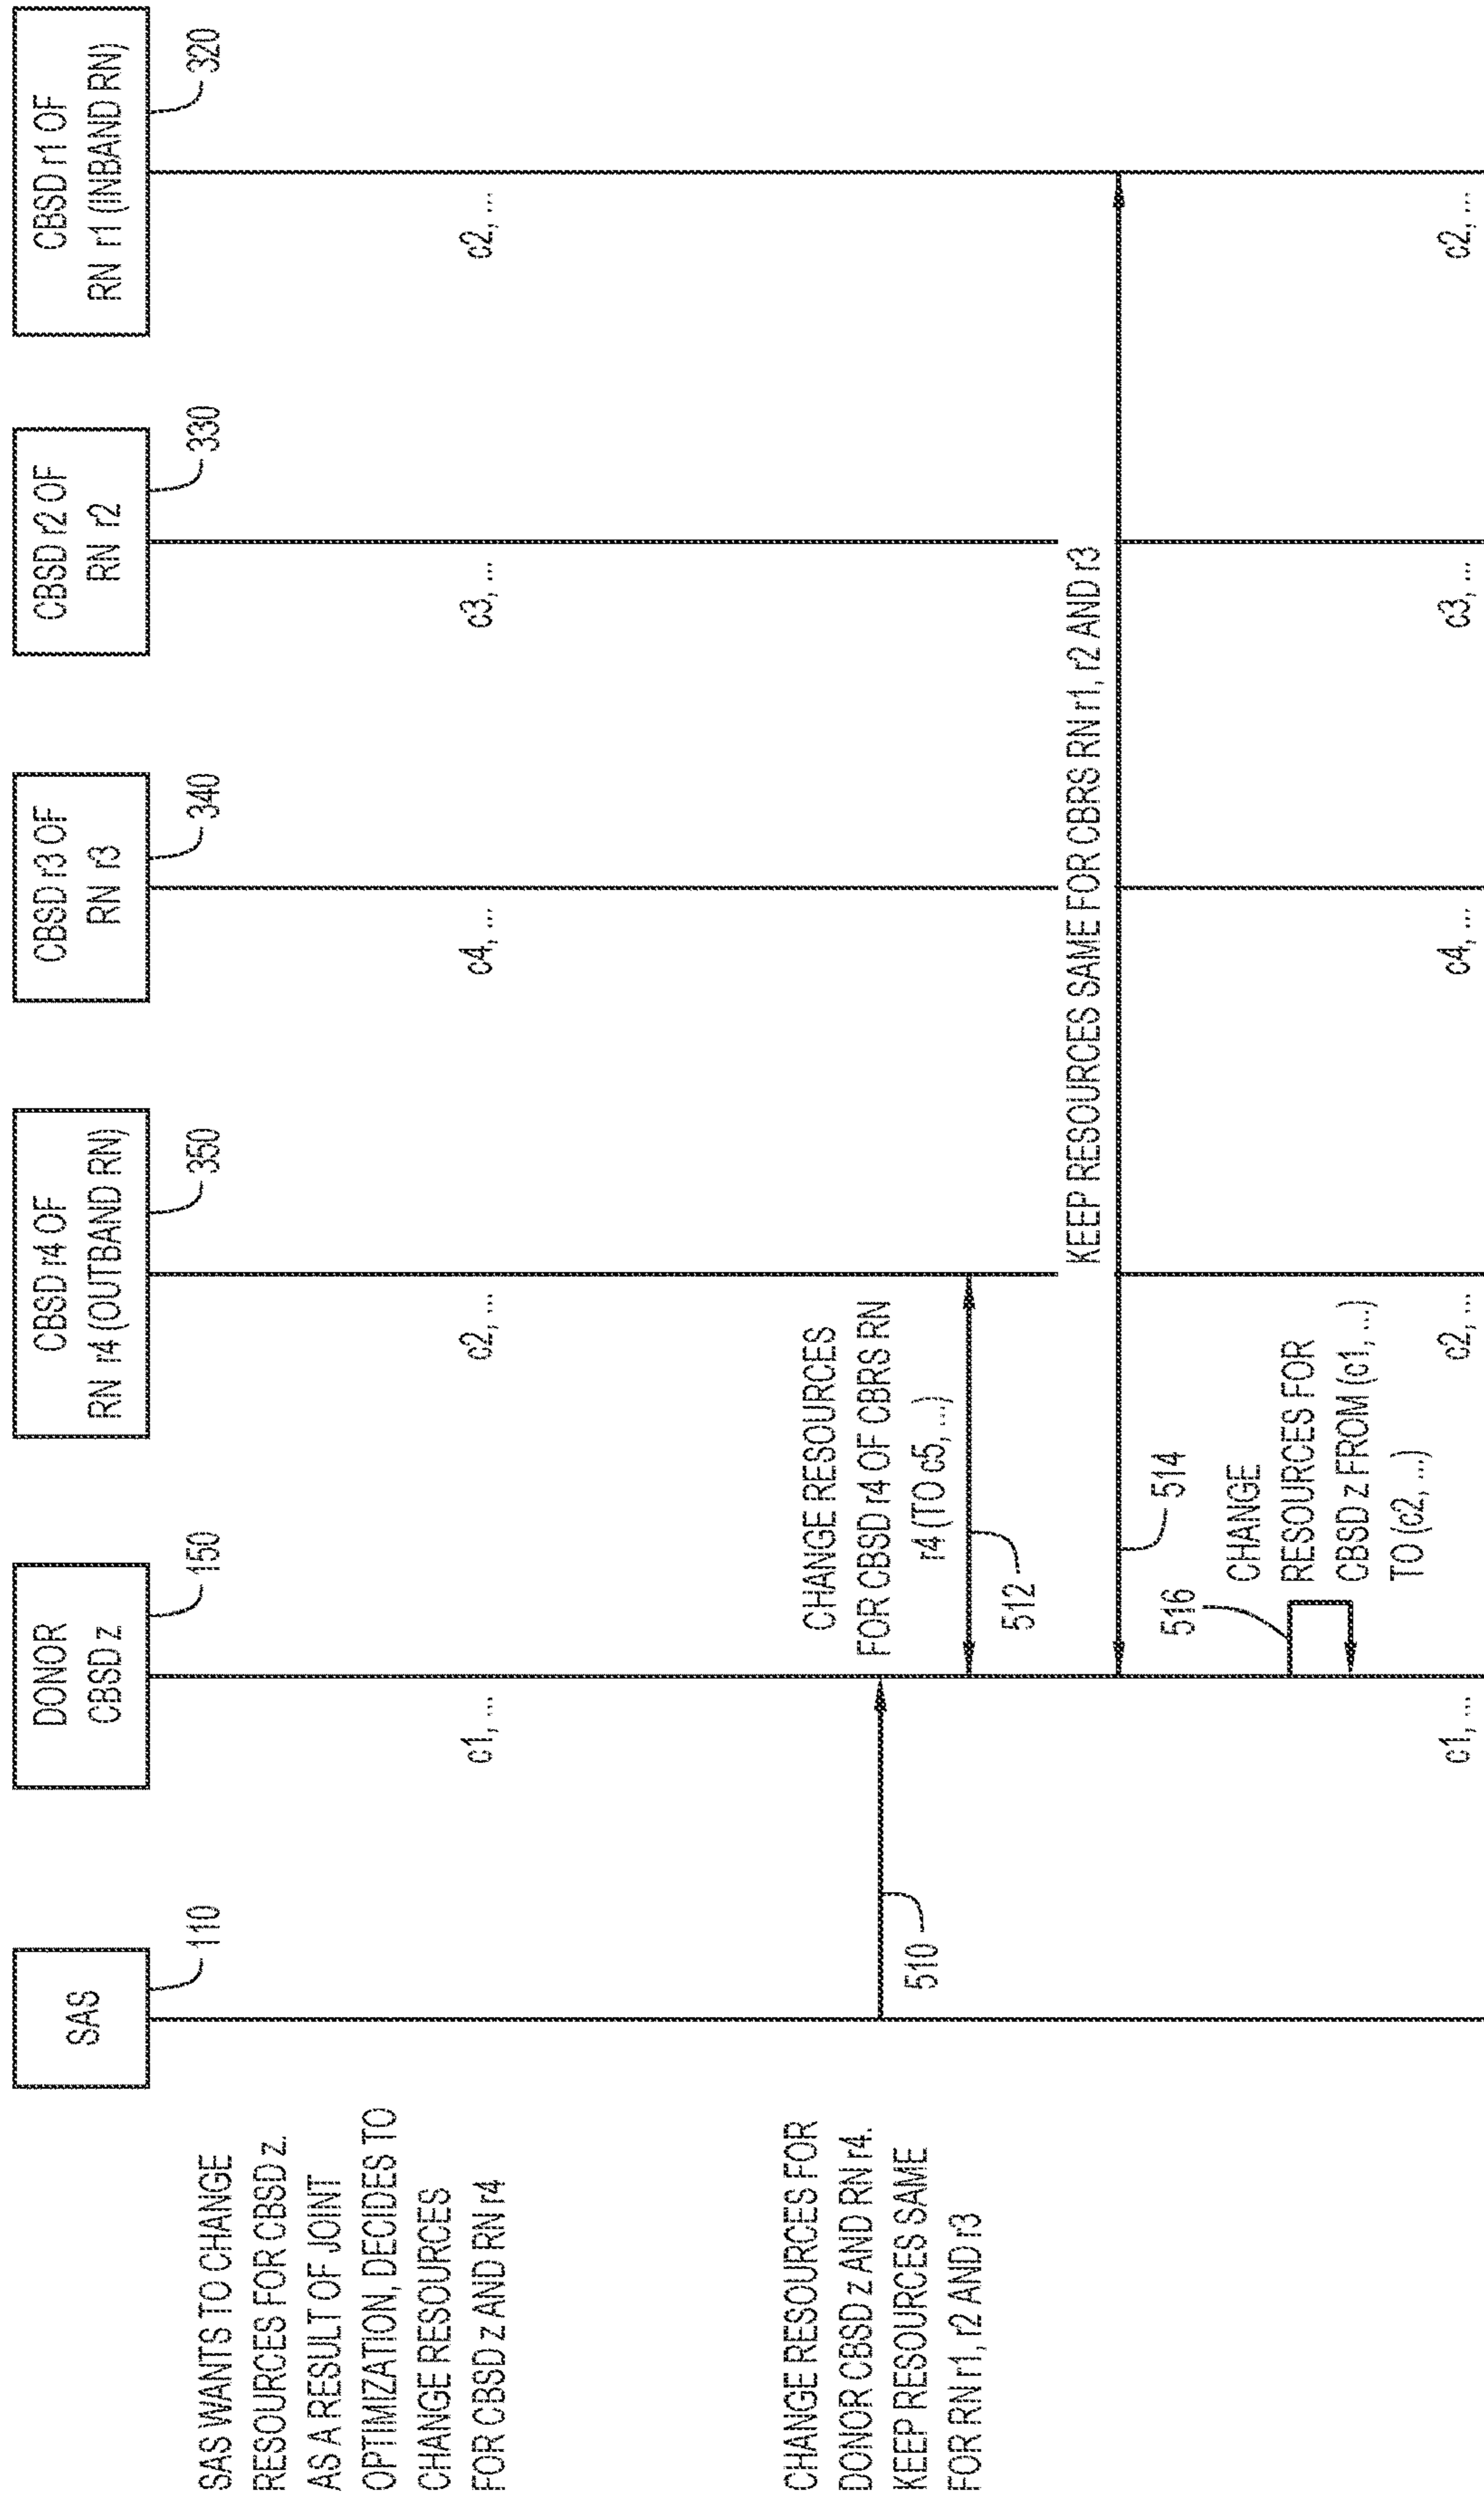 SAS
110
DONOR
CBSD z
150
CBSD r4 OF
RN r4 (OUTBAND RN)
350
CBSD r3 OF
RN r3
340
CBSD r2 OF
RN r2
330
CBSD r1 OF
RN r1 (INBAND RN)
320
SAS WANTS TO CHANGE
RESOURCES FOR CBSD z.
AS A RESULT OF JOINT
OPTIMIZATION, DECIDES TO
CHANGE RESOURCES
FOR CBSD z AND RN r4
c1, ...
c2, ...
c4, ...
c3, ...
c2, ...
CHANGE RESOURCES FOR
DONOR CBSD z AND RN r4.
KEEP RESOURCES SAME
FOR RN r1, r2 AND r3
510
CHANGE RESOURCES
FOR CBSD r4 OF CBRS RN
r4 (TO c5, ...)
512
KEEP RESOURCES SAME FOR CBRS RN r1, r2 AND r3
514
516
CHANGE
RESOURCES FOR
CBSD z FROM (c1, ...)
TO (c2, ...)
c1, ...
c2, ...
c4, ...
c3, ...
c2, ...